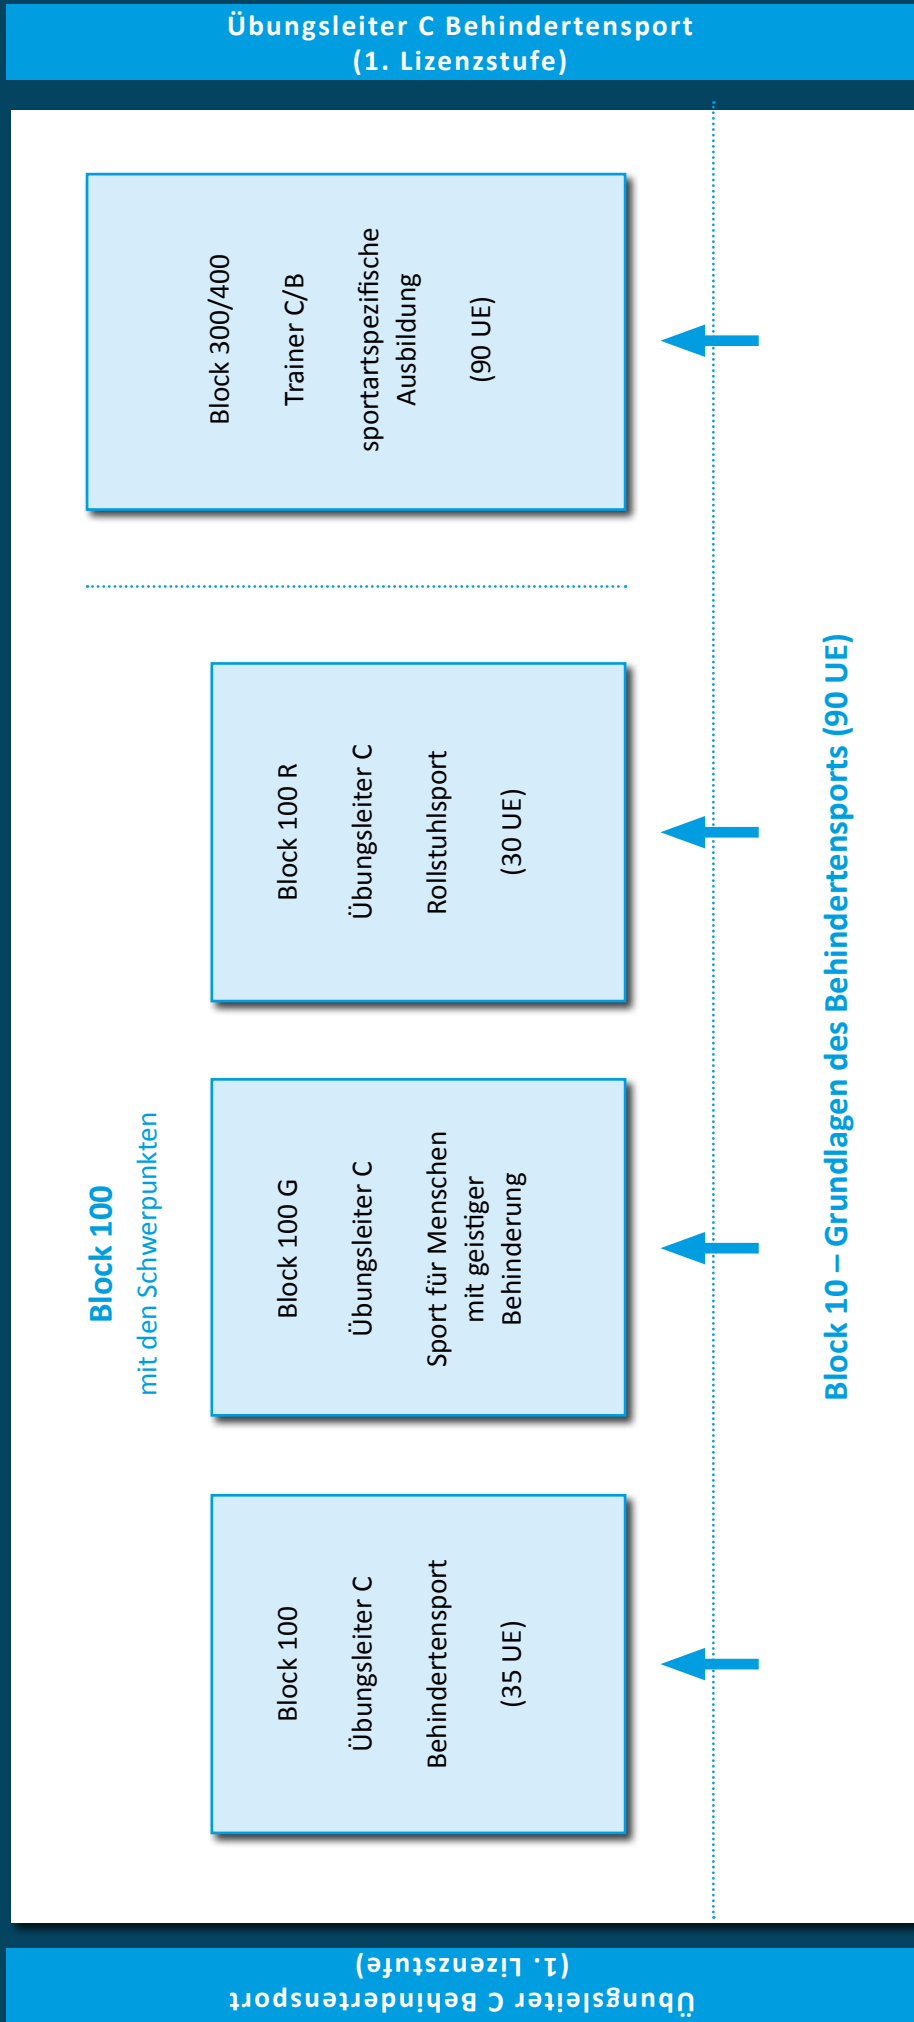 Übungsleiter C Behindertensport
(1. Lizenzstufe)
Block 100
mit den Schwerpunkten
Block 100
Übungsleiter C
Behindertensport
(35 UE)
Block 100 G
Übungsleiter C
Sport für Menschen
mit geistiger
Behinderung
Block 100 R
Übungsleiter C
Rollstuhlsport
(30 UE)
Block 300/400
Trainer C/B
sportartspezifische
Ausbildung
(90 UE)
Block 10 – Grundlagen des Behindertensports (90 UE)
Übungsleiter C Behindertensport
(1. Lizenzstufe)